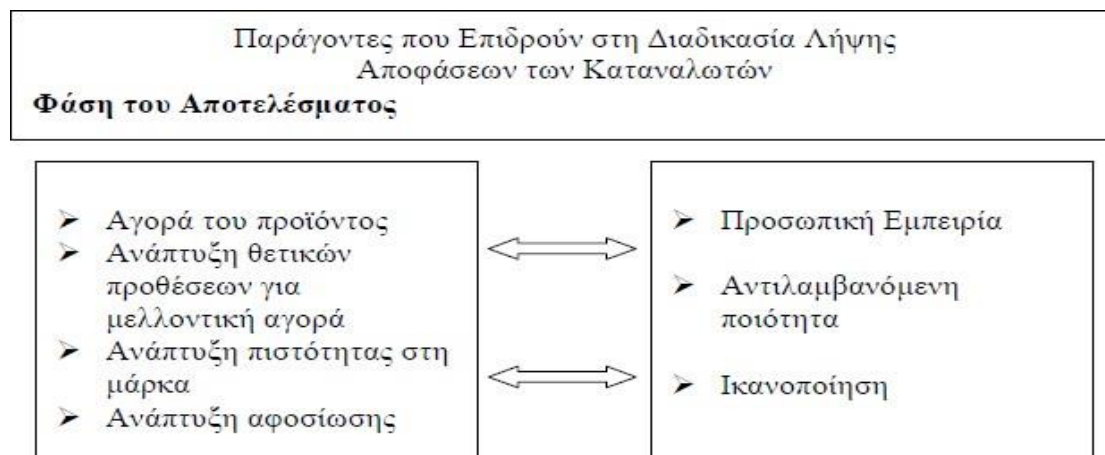 Παράγοντες που Επιδρούν στη Διαδικασία Λήψης
Αποφάσεων των Καταναλωτών
Φάση του Αποτελέσματος
➢ Αγορά του προϊόντος
➢ Ανάπτυξη θετικών
προθέσεων για
μελλοντική αγορά
➢ Ανάπτυξη πιστότητας στη
μάρκα
➢ Ανάπτυξη αφοσίωσης
➢ Προσωπική Εμπειρία
➢ Αντιλαμβανόμενη
ποιότητα
➢ Ικανοποίηση